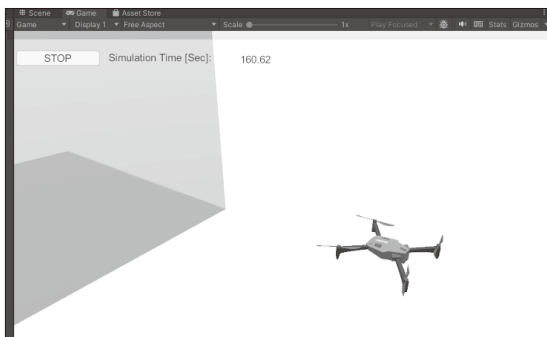 Scene Game Asset Store
Game Display 1 Free Aspect Scale 1x Play Focused Stats Gizmos
STOP Simulation Time [Sec]: 160.62